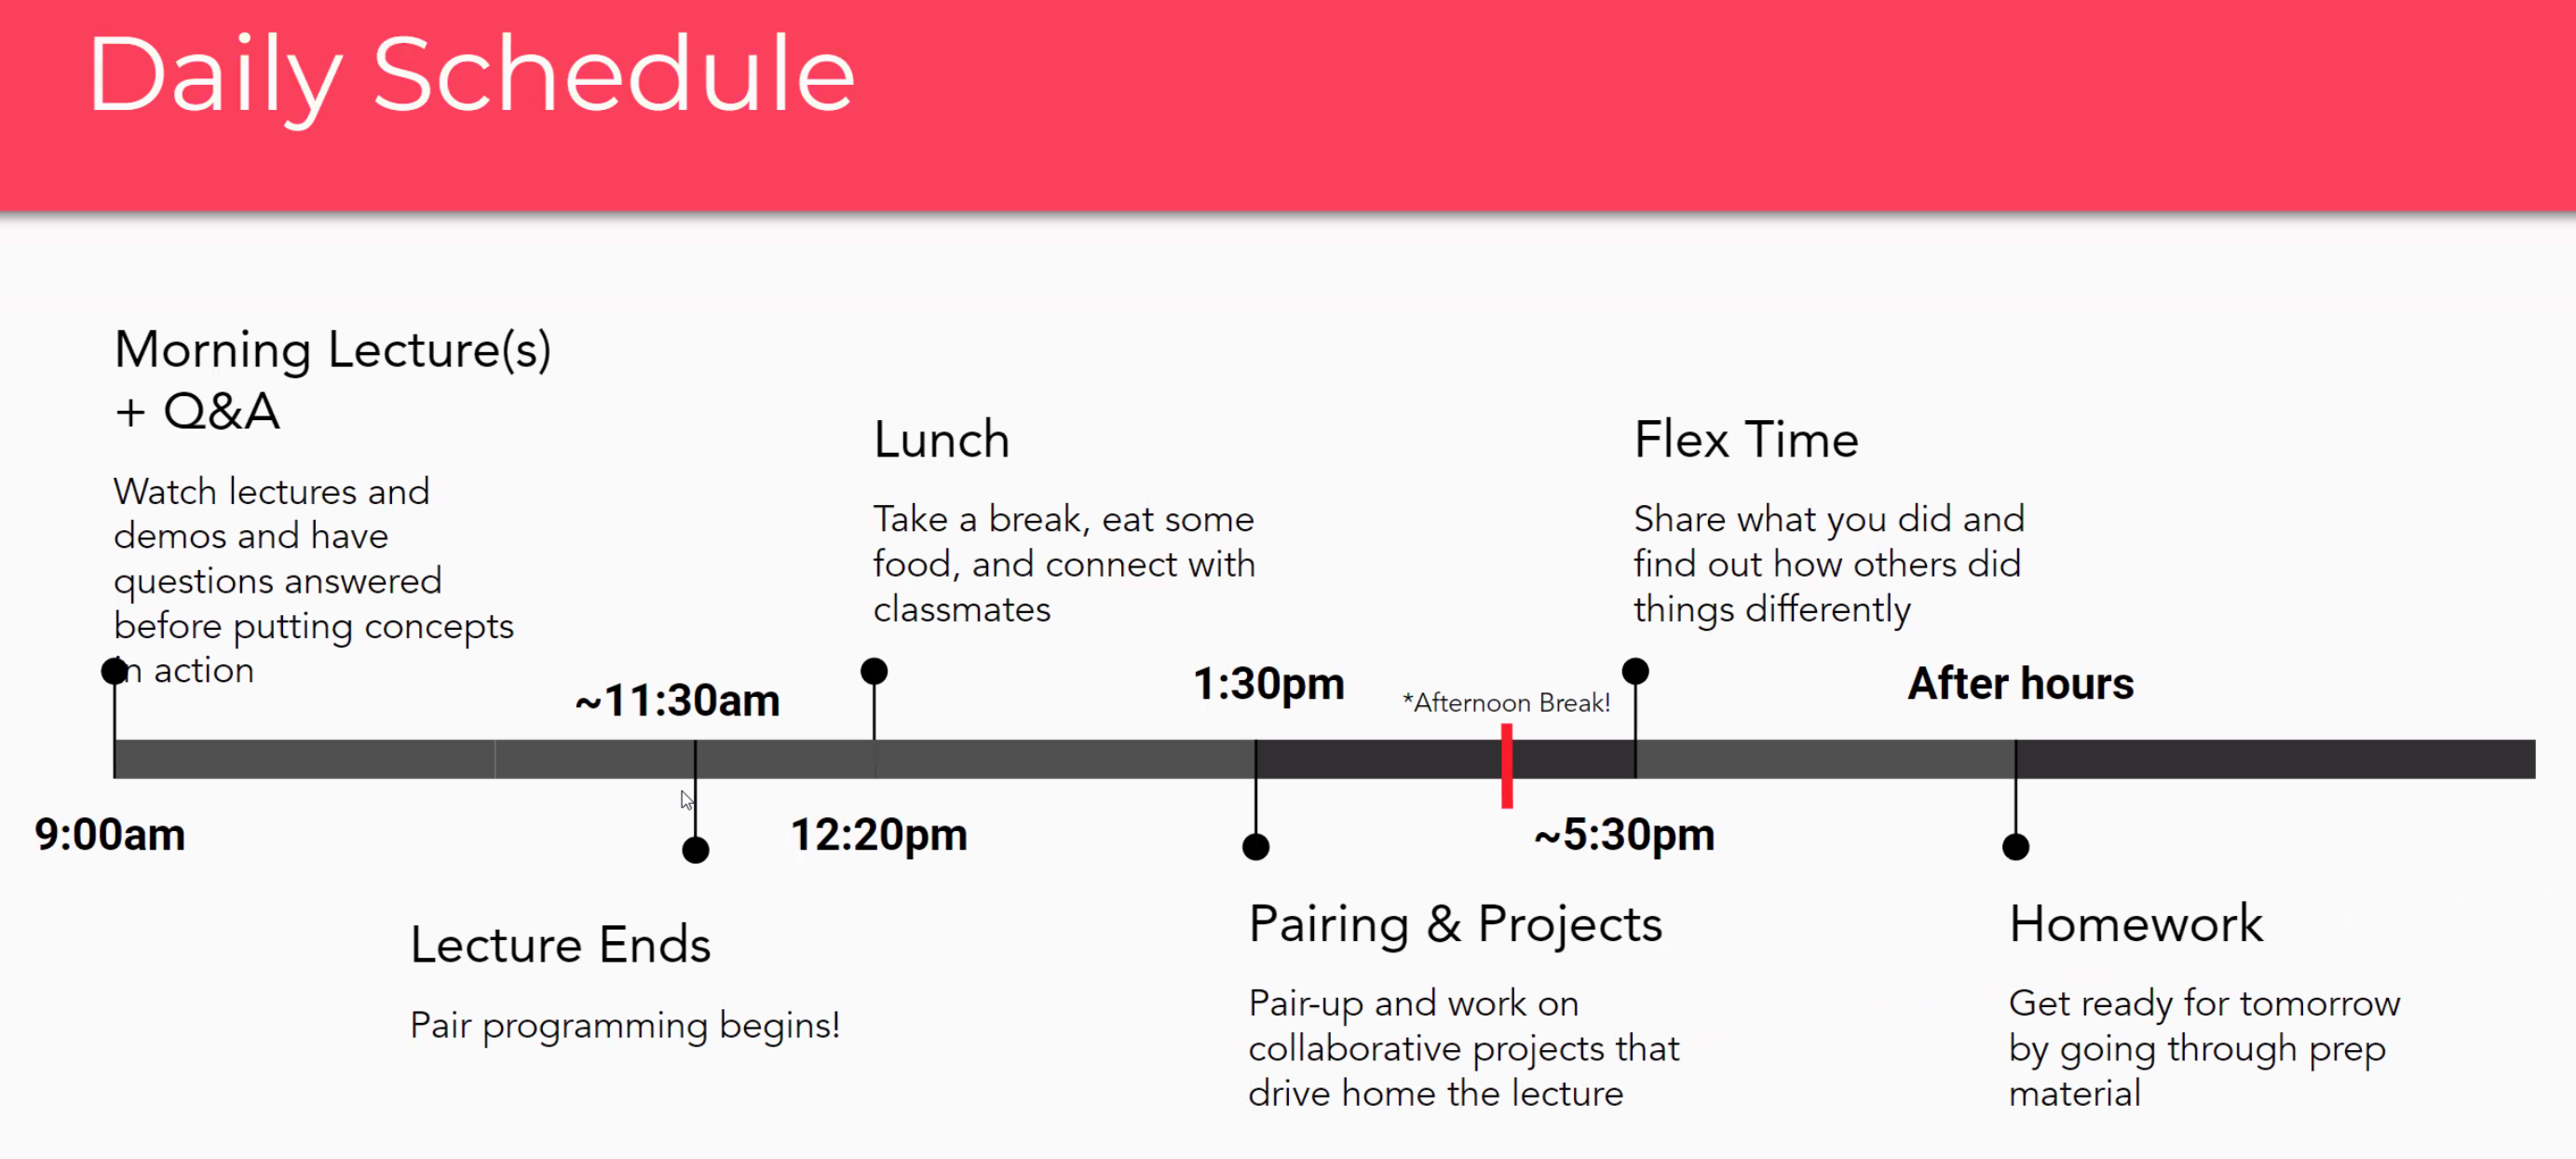 Daily Schedule
Morning Lecture(s)
+ Q&A
Watch lectures and
demos and have
questions answered
before putting concepts
in action
~11:30am
Lunch
Take a break, eat some
food, and connect with
classmates
1:30pm
*Afternoon Break!
Flex Time
Share what you did and
find out how others did
things differently
After hours
9:00am
Lecture Ends
Pair programming begins!
12:20pm
Pairing & Projects
Pair-up and work on
collaborative projects that
drive home the lecture
~5:30pm
Homework
Get ready for tomorrow
by going through prep
material